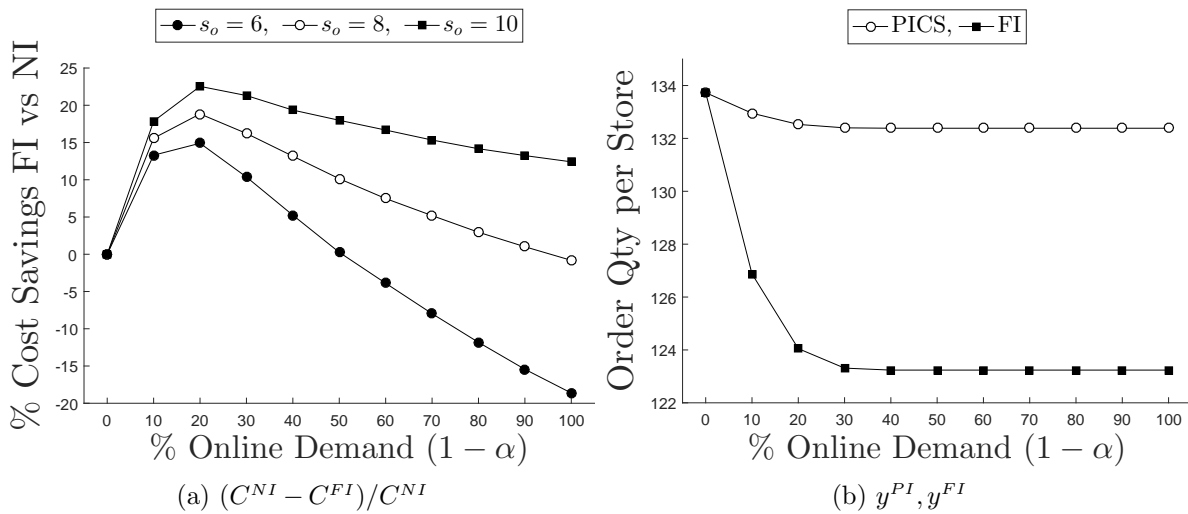 s_o = 6, s_o = 8, s_o = 10
% Cost Savings FI vs NI
25
20
15
10
5
0
-5
-10
-15
-20
0 10 20 30 40 50 60 70 80 90 100
% Online Demand (1 − α)
(a) (C^{NI} − C^{FI})/C^{NI}
PICS, FI
Order Qty per Store
134
132
130
128
126
124
122
0 10 20 30 40 50 60 70 80 90 100
% Online Demand (1 − α)
(b) y^{PI}, y^{FI}